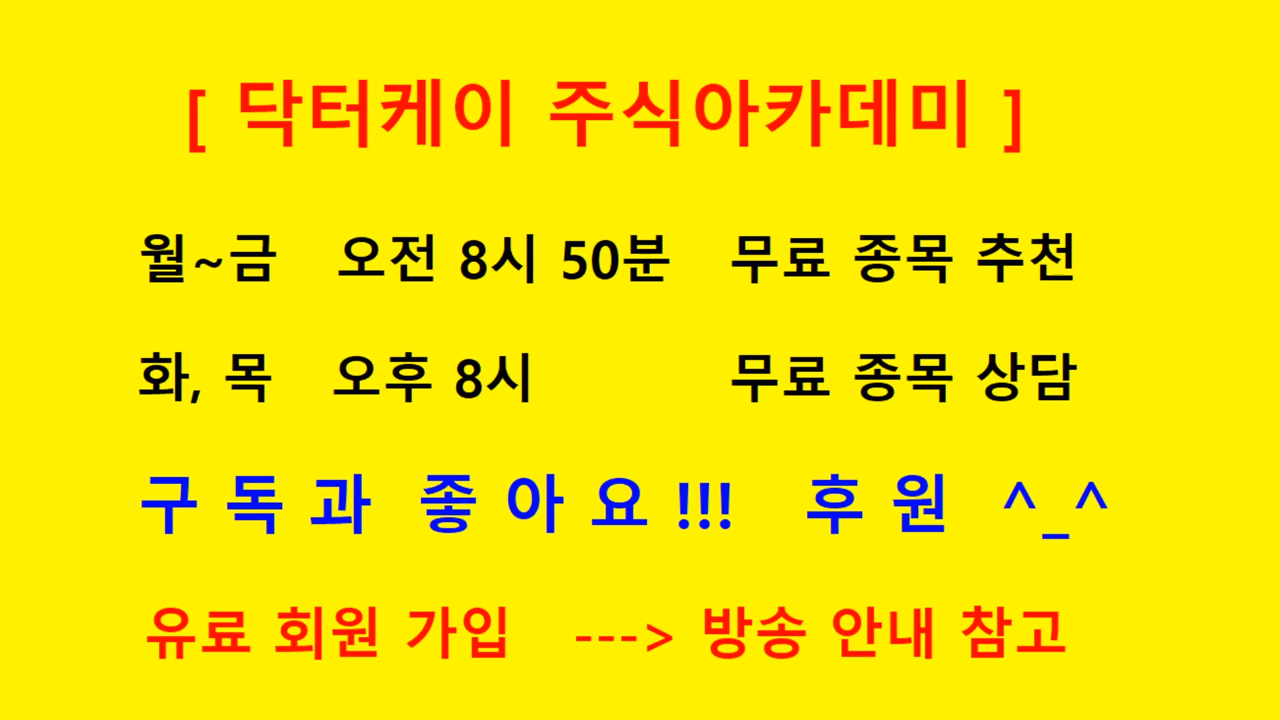 [ 닥터케이 주식아카데미 ]
월~금 오전 8시 50분 무료 종목 추천
화, 목 오후 8시 무료 종목 상담
구 독 과 좋 아 요 !!! 후 원 ^_^
유료 회원 가입 ---> 방송 안내 참고